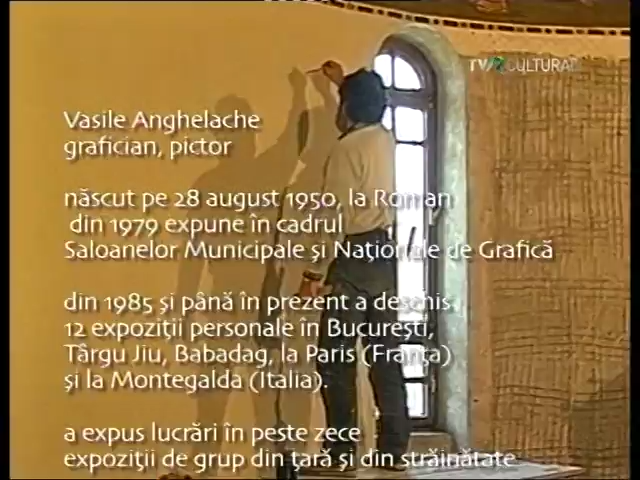 TVR CULTURAL
Vasile Anghelache
grafician, pictor
născut pe 28 august 1950, la Roman
din 1979 expune în cadrul
Saloanelor Municipale şi Naţionale de Grafică
din 1985 şi până în prezent a deschis
12 expoziţii personale în Bucureşti,
Târgu Jiu, Babadag, la Paris (Franţa)
şi la Montegalda (Italia).
a expus lucrări în peste zece
expoziţii de grup din ţară şi din străinătate